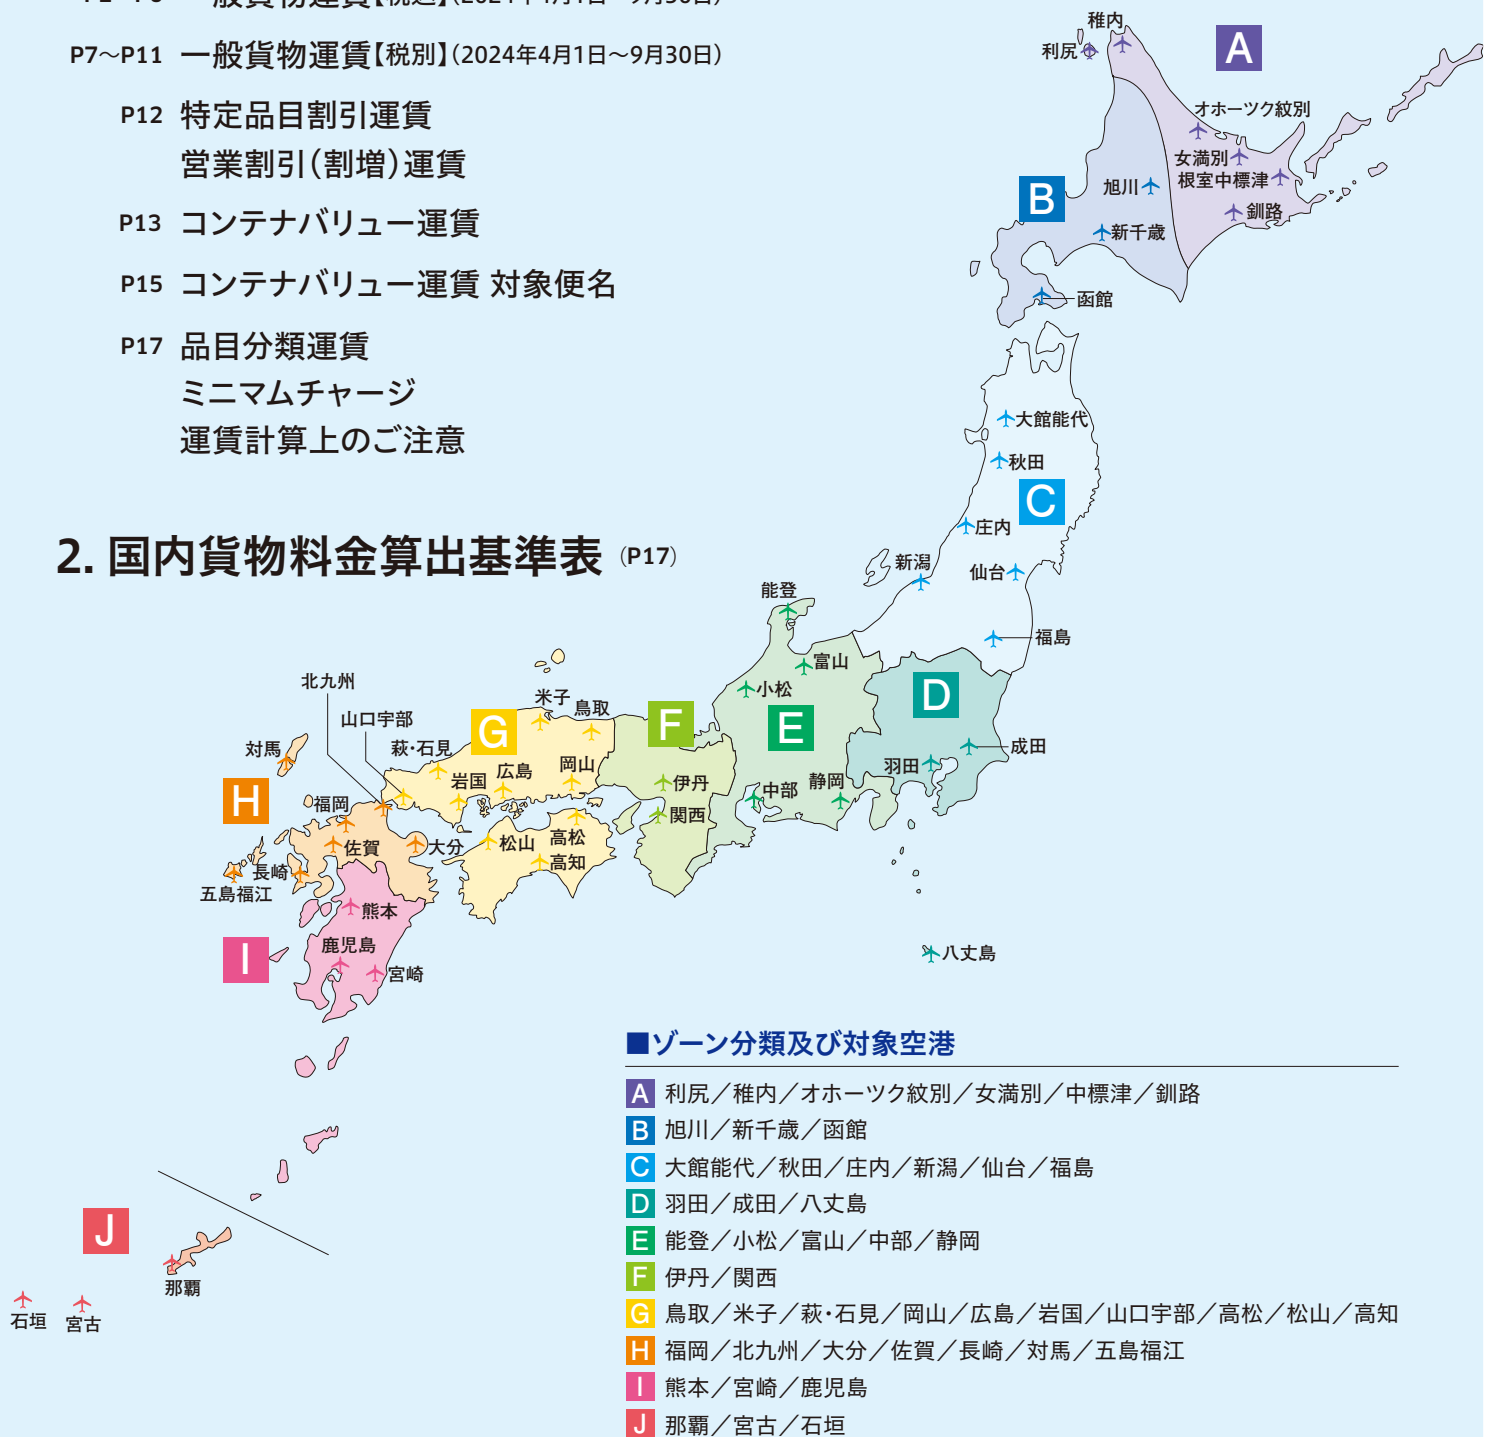 P7～P11 一般貨物運賃【税別】(2024年4月1日～9月30日)
P12 特定品目割引運賃
営業割引(割増)運賃
P13 コンテナバリュー運賃
P15 コンテナバリュー運賃 対象便名
P17 品目分類運賃
ミニマムチャージ
運賃計算上のご注意
2. 国内貨物料金算出基準表 (P17)
稚内
利尻
A
オホーツク紋別
女満別
根室中標津
釧路
B
旭川
新千歳
函館
大館能代
秋田
C
庄内
新潟
仙台
福島
能登
富山
小松
E
中部
静岡
D
成田
羽田
八丈島
F
伊丹
関西
G
米子
鳥取
萩・石見
岩国
広島
岡山
松山
高松
高知
北九州
山口宇部
対馬
H
福岡
佐賀
大分
長崎
五島福江
熊本
I
鹿児島
宮崎
J
那覇
石垣
宮古
■ゾーン分類及び対象空港
A 利尻／稚内／オホーツク紋別／女満別／中標津／釧路
B 旭川／新千歳／函館
C 大館能代／秋田／庄内／新潟／仙台／福島
D 羽田／成田／八丈島
E 能登／小松／富山／中部／静岡
F 伊丹／関西
G 鳥取／米子／萩・石見／岡山／広島／岩国／山口宇部／高松／松山／高知
H 福岡／北九州／大分／佐賀／長崎／対馬／五島福江
I 熊本／宮崎／鹿児島
J 那覇／宮古／石垣